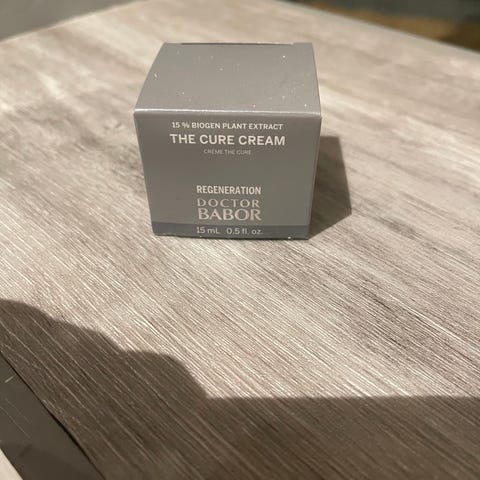 15 % BIOGEN PLANT EXTRACT
THE CURE CREAM
CRÈME THE CURE
REGENERATION
DOCTOR
BABOR
15 mL 0.5 fl. oz.